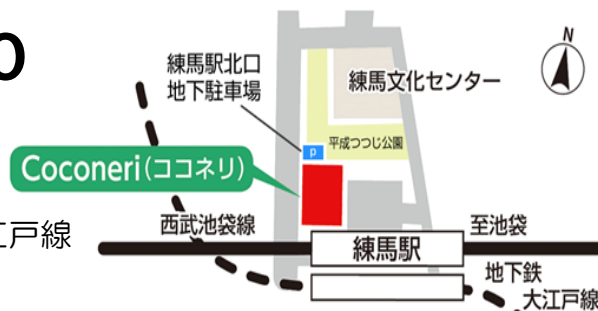 N
練馬駅北口
地下駐車場
練馬文化センター
P
平成つつじ公園
Coconeri(ココネリ)
江戸線
西武池袋線
至池袋
練馬駅
地下鉄
大江戸線